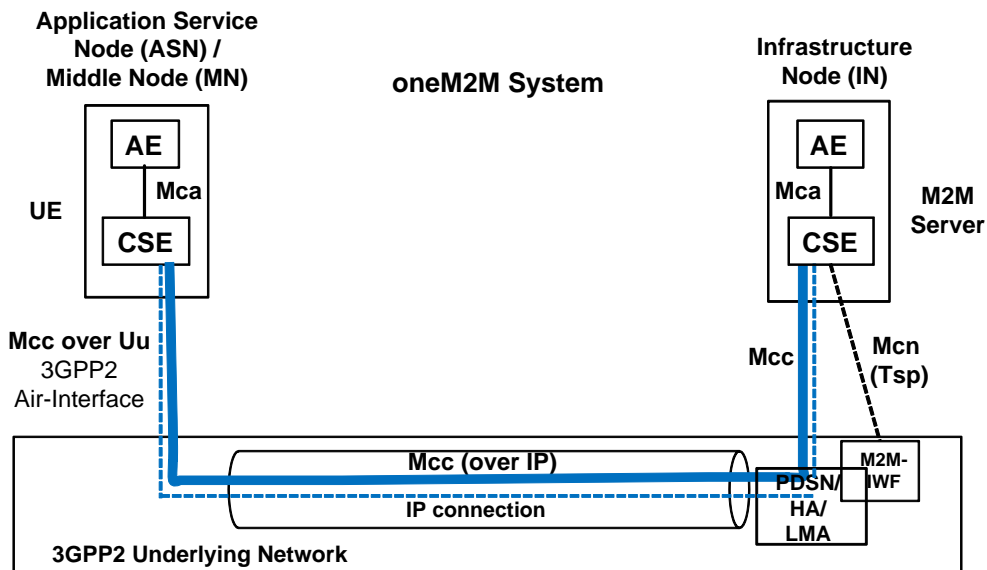 Application Service
Node (ASN) /
Middle Node (MN)
oneM2M System
Infrastructure
Node (IN)
AE
Mca
UE
CSE
AE
Mca
CSE
M2M
Server
Mcc over Uu
3GPP2
Air-Interface
Mcc
Mcn
(Tsp)
Mcc (over IP)
IP connection
M2M-
IWF
PDSN/
HA/
LMA
3GPP2 Underlying Network